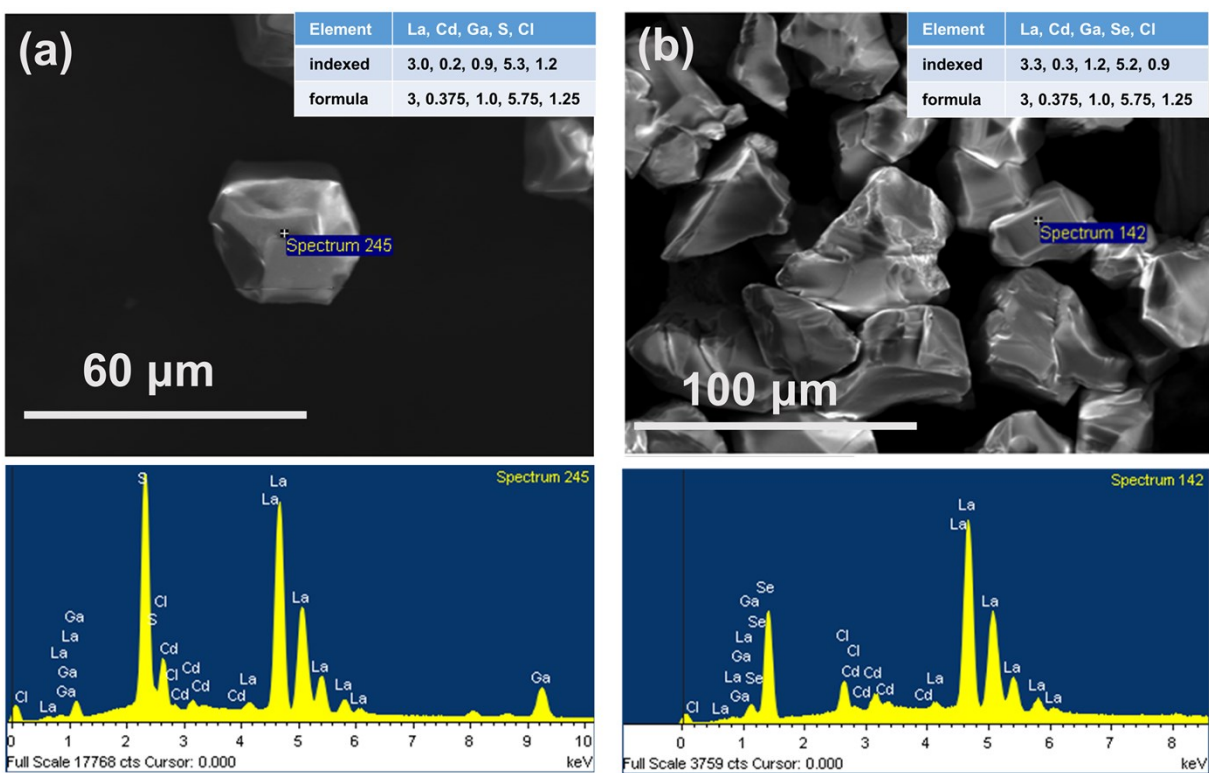 (a)
Element La, Cd, Ga, S, Cl
indexed 3.0, 0.2, 0.9, 5.3, 1.2
formula 3, 0.375, 1.0, 5.75, 1.25
Spectrum 245
60 µm
(b)
Element La, Cd, Ga, Se, Cl
indexed 3.3, 0.3, 1.2, 5.2, 0.9
formula 3, 0.375, 1.0, 5.75, 1.25
Spectrum 142
100 µm
Spectrum 245
S
La
La
Cl
La
Ga
S
La
La
Cd
La
Ga
Cl
Cd
La
La
Ga
Ga
Cl
La
Cd
Cd
Cd
La
0 1 2 3 4 5 6 7 8 9 10
Full Scale 17768 cts Cursor: 0.000 keV
Spectrum 142
La
La
Se
Ga
La
Se
La
Cl
Ga
Cl
La
La
Se
Cd
Cd
La
La
Ga
Cd
Cd
Cd
La
Cl
La
0 1 2 3 4 5 6 7 8
Full Scale 3759 cts Cursor: 0.000 keV